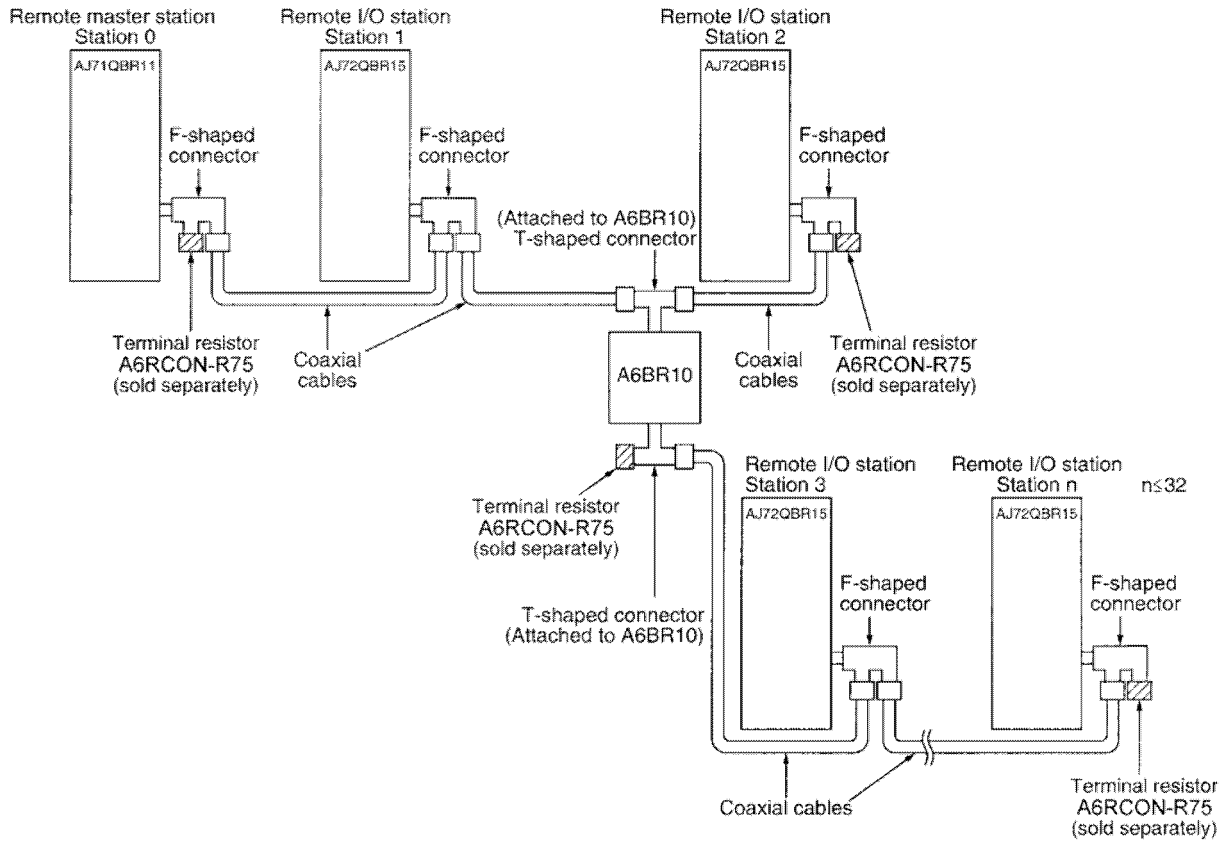 Remote master station
Station 0
AJ71QBR11
F-shaped
connector
Terminal resistor
A6RCON-R75
(sold separately)
Remote I/O station
Station 1
AJ72QBR15
F-shaped
connector
Coaxial
cables
(Attached to A6BR10)
T-shaped connector
Remote I/O station
Station 2
AJ72QBR15
F-shaped
connector
Coaxial
cables
Terminal resistor
A6RCON-R75
(sold separately)
A6BR10
Terminal resistor
A6RCON-R75
(sold separately)
T-shaped connector
(Attached to A6BR10)
Remote I/O station
Station 3
AJ72QBR15
F-shaped
connector
Remote I/O station
Station n
n≤32
AJ72QBR15
F-shaped
connector
Coaxial cables
Terminal resistor
A6RCON-R75
(sold separately)